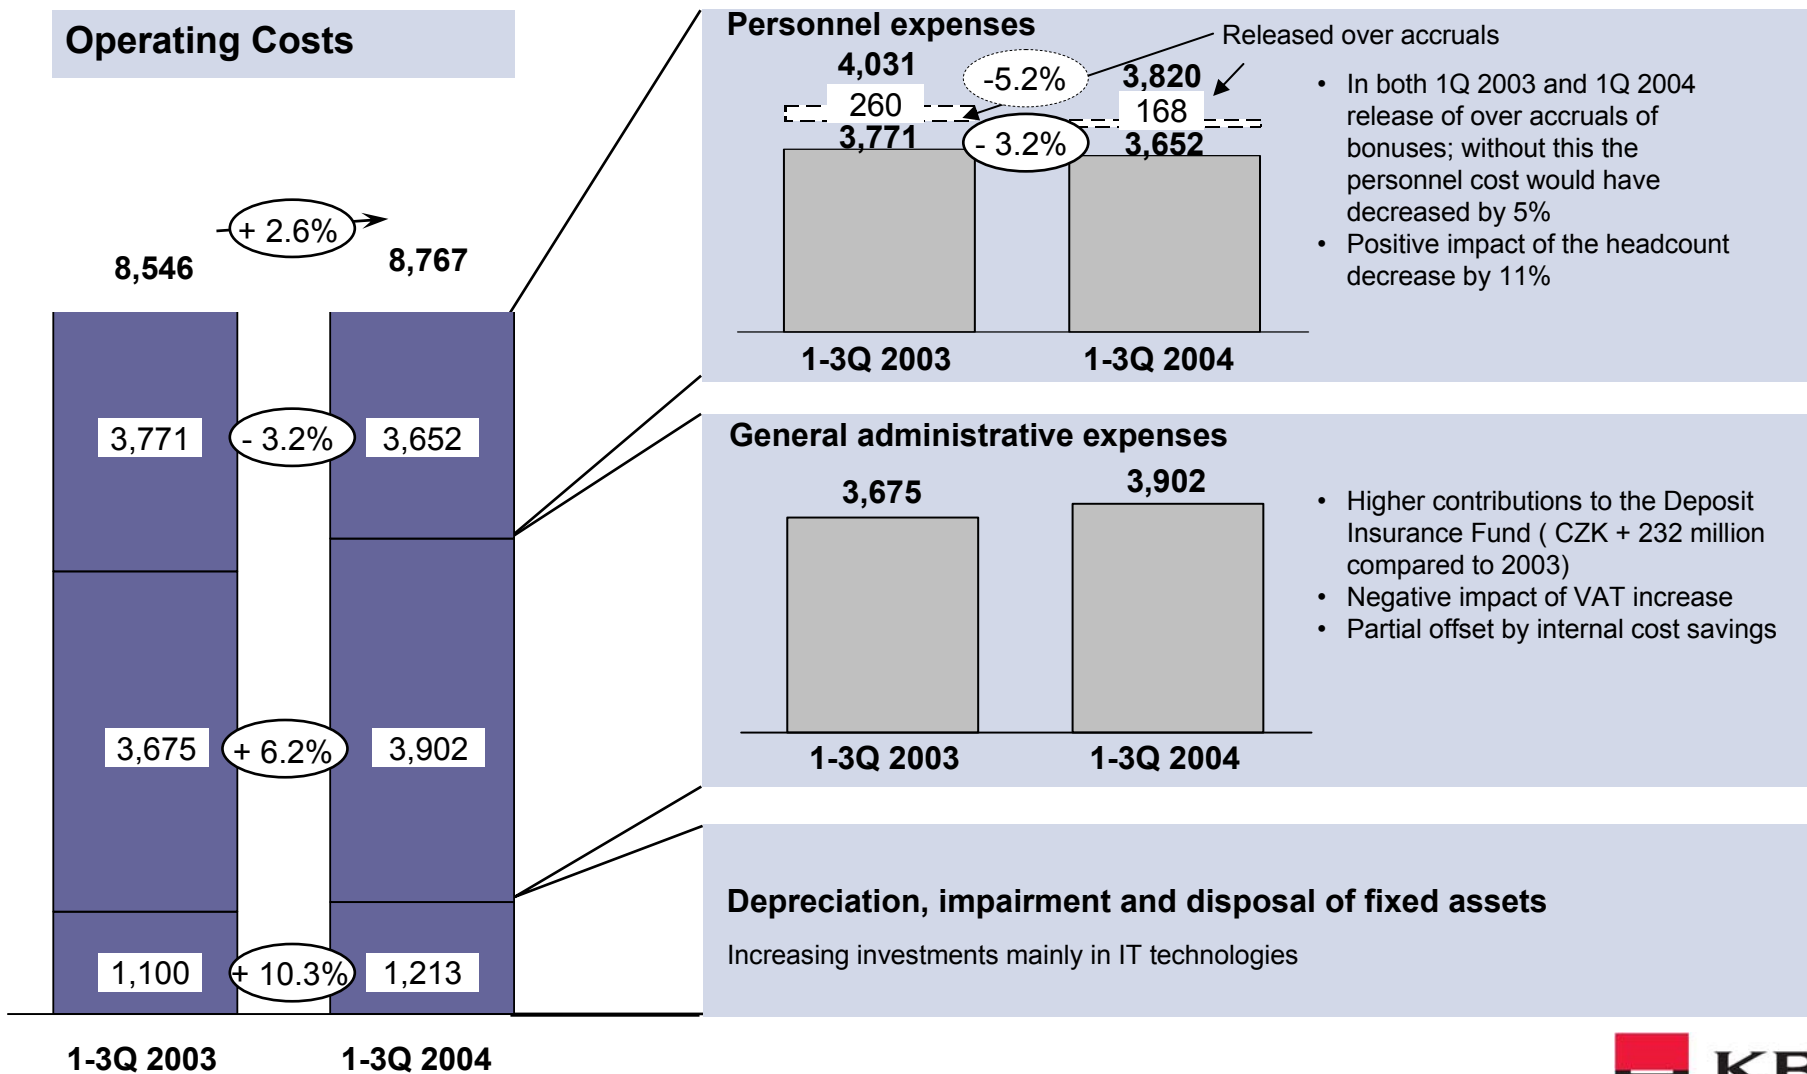 Operating Costs
+ 2.6%
8,546
8,767
3,771
- 3.2%
3,652
3,675
+ 6.2%
3,902
1,100
+ 10.3%
1,213
1-3Q 2003
1-3Q 2004
Personnel expenses
Released over accruals
4,031
-5.2%
3,820
260
168
3,771
- 3.2%
3,652
1-3Q 2003
1-3Q 2004
• In both 1Q 2003 and 1Q 2004
release of over accruals of
bonuses; without this the
personnel cost would have
decreased by 5%
• Positive impact of the headcount
decrease by 11%
General administrative expenses
3,675
3,902
1-3Q 2003
1-3Q 2004
• Higher contributions to the Deposit
Insurance Fund ( CZK + 232 million
compared to 2003)
• Negative impact of VAT increase
• Partial offset by internal cost savings
Depreciation, impairment and disposal of fixed assets
Increasing investments mainly in IT technologies
KB